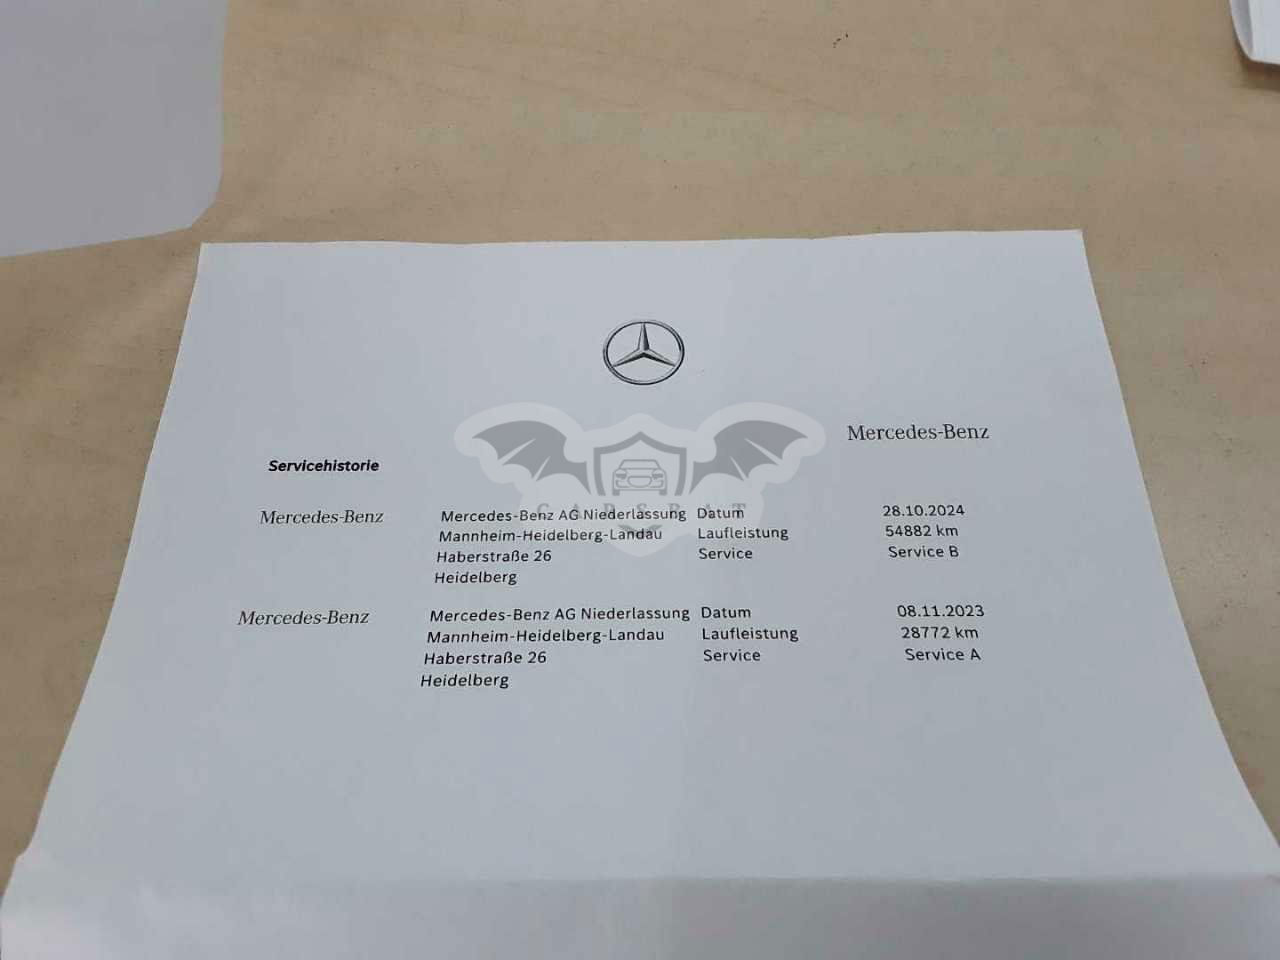 Mercedes-Benz
Servicehistorie
CARSBAT
Mercedes-Benz Mercedes-Benz AG Niederlassung Datum 28.10.2024
Mannheim-Heidelberg-Landau Laufleistung 54882 km
Haberstraße 26 Service Service B
Heidelberg
Mercedes-Benz Mercedes-Benz AG Niederlassung Datum 08.11.2023
Mannheim-Heidelberg-Landau Laufleistung 28772 km
Haberstraße 26 Service Service A
Heidelberg